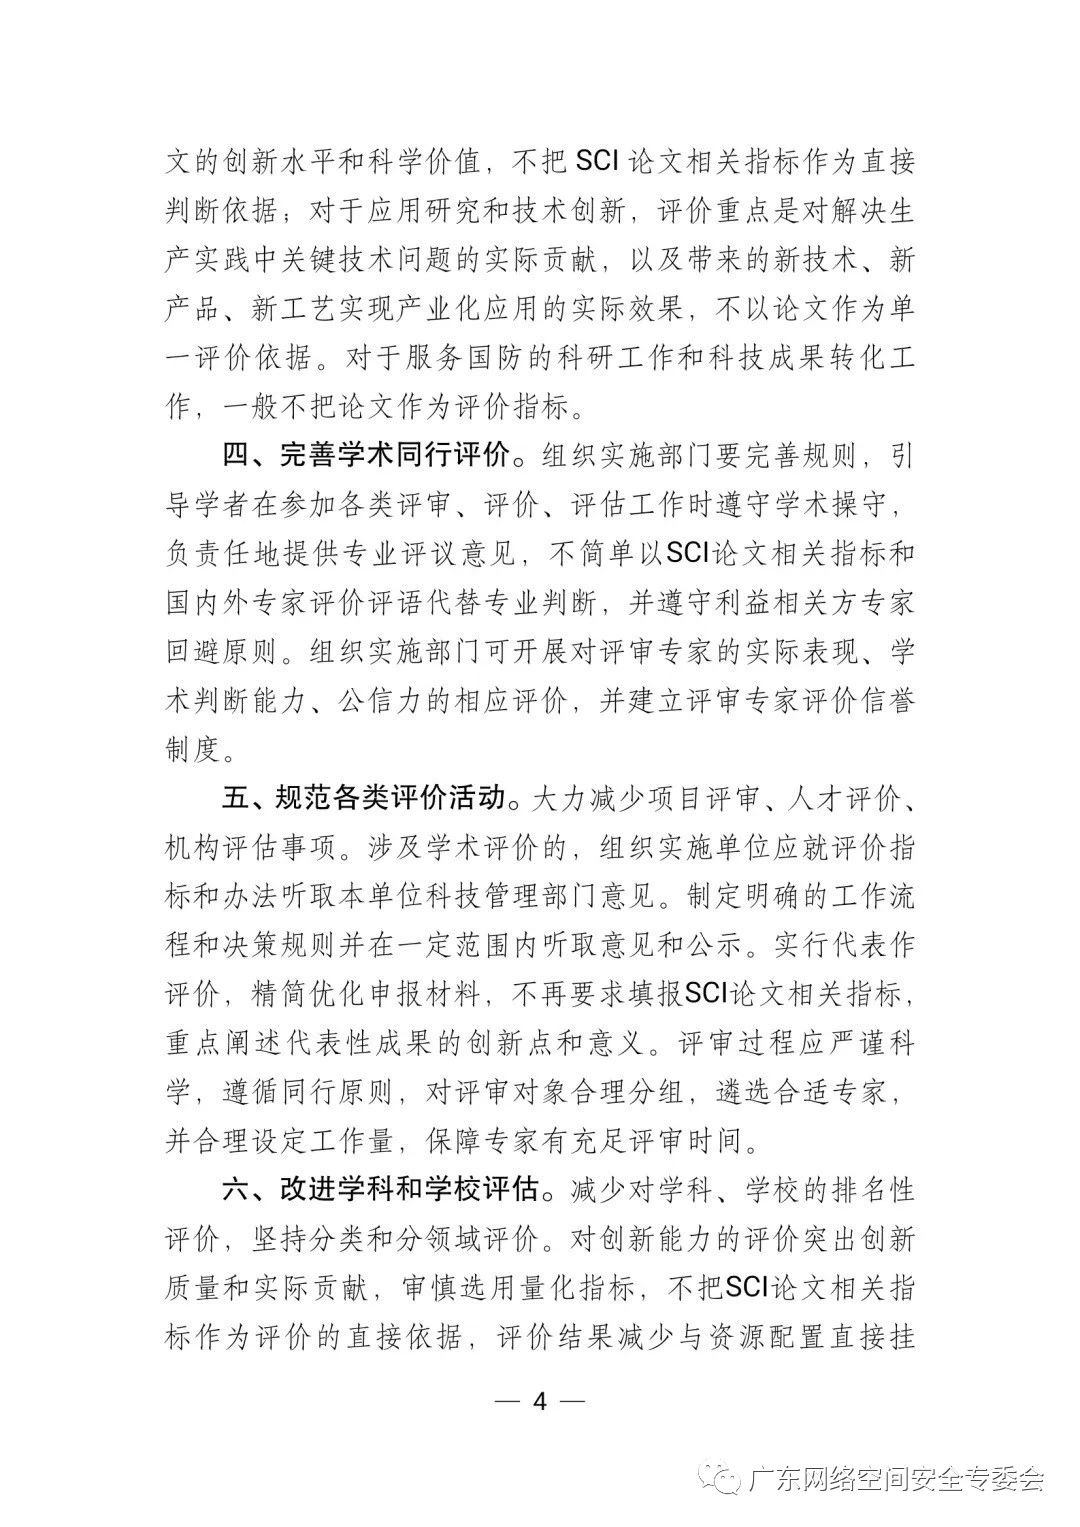 文的创新水平和科学价值，不把 SCI 论文相关指标作为直接
判断依据；对于应用研究和技术创新，评价重点是对解决生
产实践中关键技术问题的实际贡献，以及带来的新技术、新
产品、新工艺实现产业化应用的实际效果，不以论文作为单
一评价依据。对于服务国防的科研工作和科技成果转化工
作，一般不把论文作为评价指标。
四、完善学术同行评价。组织实施部门要完善规则，引
导学者在参加各类评审、评价、评估工作时遵守学术操守，
负责任地提供专业评议意见，不简单以SCI论文相关指标和
国内外专家评价评语代替专业判断，并遵守利益相关方专家
回避原则。组织实施部门可开展对评审专家的实际表现、学
术判断能力、公信力的相应评价，并建立评审专家评价信誉
制度。
五、规范各类评价活动。大力减少项目评审、人才评价、
机构评估事项。涉及学术评价的，组织实施单位应就评价指
标和办法听取本单位科技管理部门意见。制定明确的工作流
程和决策规则并在一定范围内听取意见和公示。实行代表作
评价，精简优化申报材料，不再要求填报SCI论文相关指标，
重点阐述代表性成果的创新点和意义。评审过程应严谨科
学，遵循同行原则，对评审对象合理分组，遴选合适专家，
并合理设定工作量，保障专家有充足评审时间。
六、改进学科和学校评估。减少对学科、学校的排名性
评价，坚持分类和分领域评价。对创新能力的评价突出创新
质量和实际贡献，审慎选用量化指标，不把SCI论文相关指
标作为评价的直接依据，评价结果减少与资源配置直接挂
— 4 —
广东网络空间安全专委会